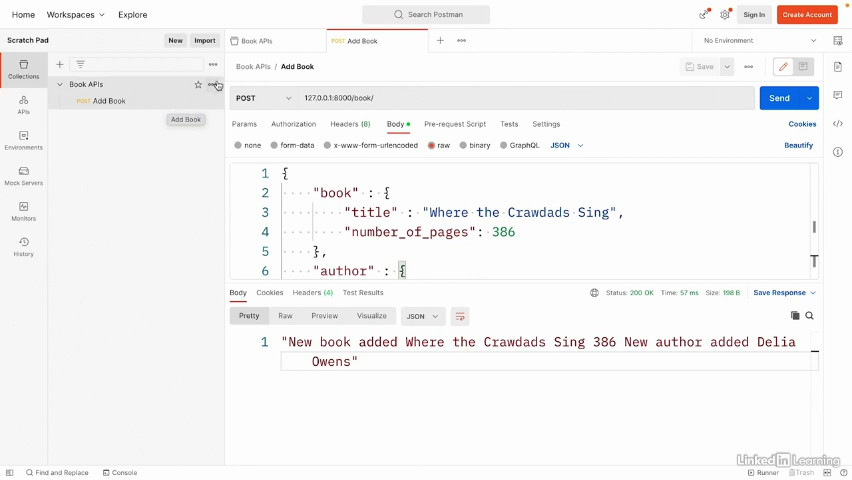 Home
Workspaces
Explore
Search Postman
Sign In
Create Account
Scratch Pad
New
Import
Book APIs
POST Add Book
No Environment
Collections
APIs
Environments
Mock Servers
Monitors
History
Book APIs
POST Add Book
Add Book
Book APIs / Add Book
Save
POST
127.0.0.1:8000/book/
Send
Params
Authorization
Headers (8)
Body
Pre-request Script
Tests
Settings
Cookies
none
form-data
x-www-form-urlencoded
raw
binary
GraphQL
JSON
Beautify
1 {
2 "book" : {
3 "title" : "Where the Crawdads Sing",
4 "number_of_pages": 386
5 },
6 "author" : {
Body
Cookies
Headers (4)
Test Results
Status: 200 OK
Time: 57 ms
Size: 198 B
Save Response
Pretty
Raw
Preview
Visualize
JSON
1 "New book added Where the Crawdads Sing 386 New author added Delia
Owens"
Find and Replace
Console
Linked in Learning
Runner
Trash